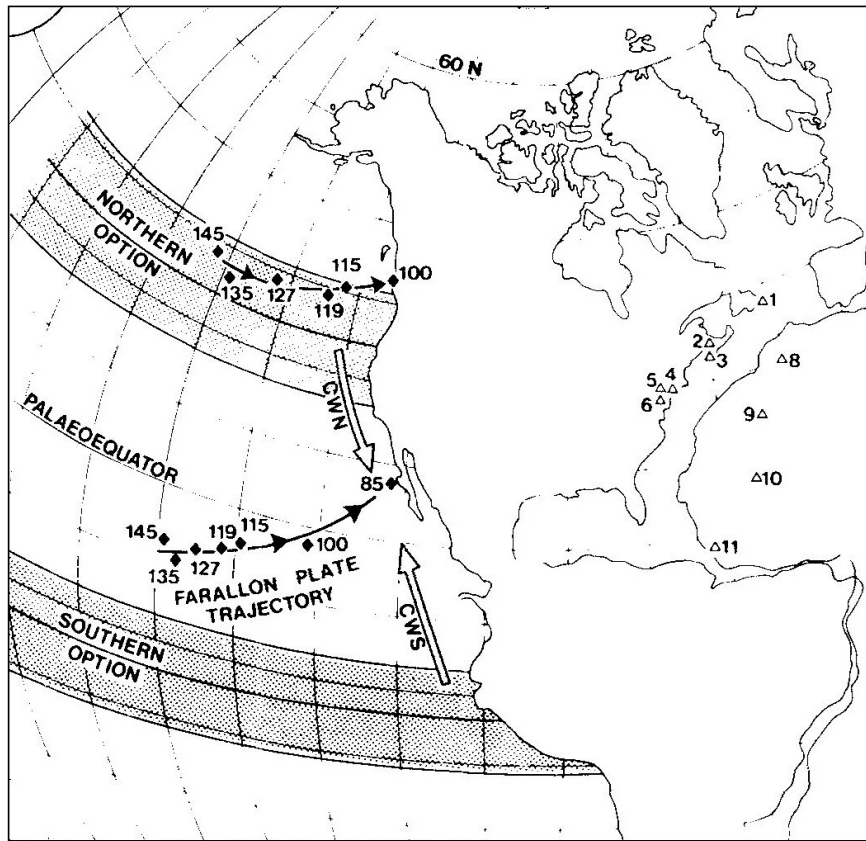 60 N
NORTHERN
OPTION
145
135
127
119
115
100
CWN
PALAEOEQUATOR
85
145
135
127
119
115
100
FARALLON PLATE
TRAJECTORY
CWS
SOUTHERN
OPTION
1
2
3
4
5
6
8
9
10
11